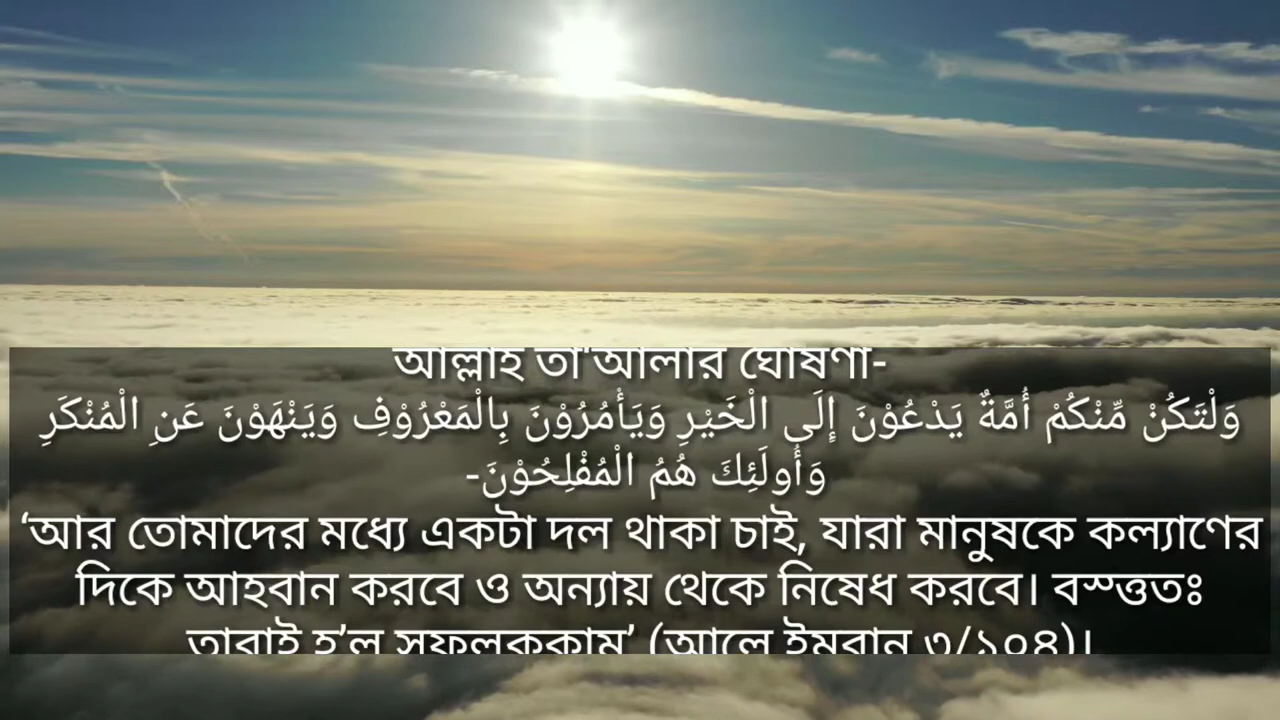 আল্লাহ তা'আলার ঘোষণা-
وَلْتَكُنْ مِّنْكُمْ أُمَّةٌ يَدْعُوْنَ إِلَى الْخَيْرِ وَيَأْمُرُوْنَ بِالْمَعْرُوْفِ وَيَنْهَوْنَ عَنِ الْمُنْكَرِ
وَأُولَئِكَ هُمُ الْمُفْلِحُوْنَ-
‘আর তোমাদের মধ্যে একটা দল থাকা চাই, যারা মানুষকে কল্যাণের
দিকে আহবান করবে ও অন্যায় থেকে নিষেধ করবে। বস্ত্ততঃ
তারাই হ’ল সফলককাম’ (আলে ইমরান ৩/১০৪)।